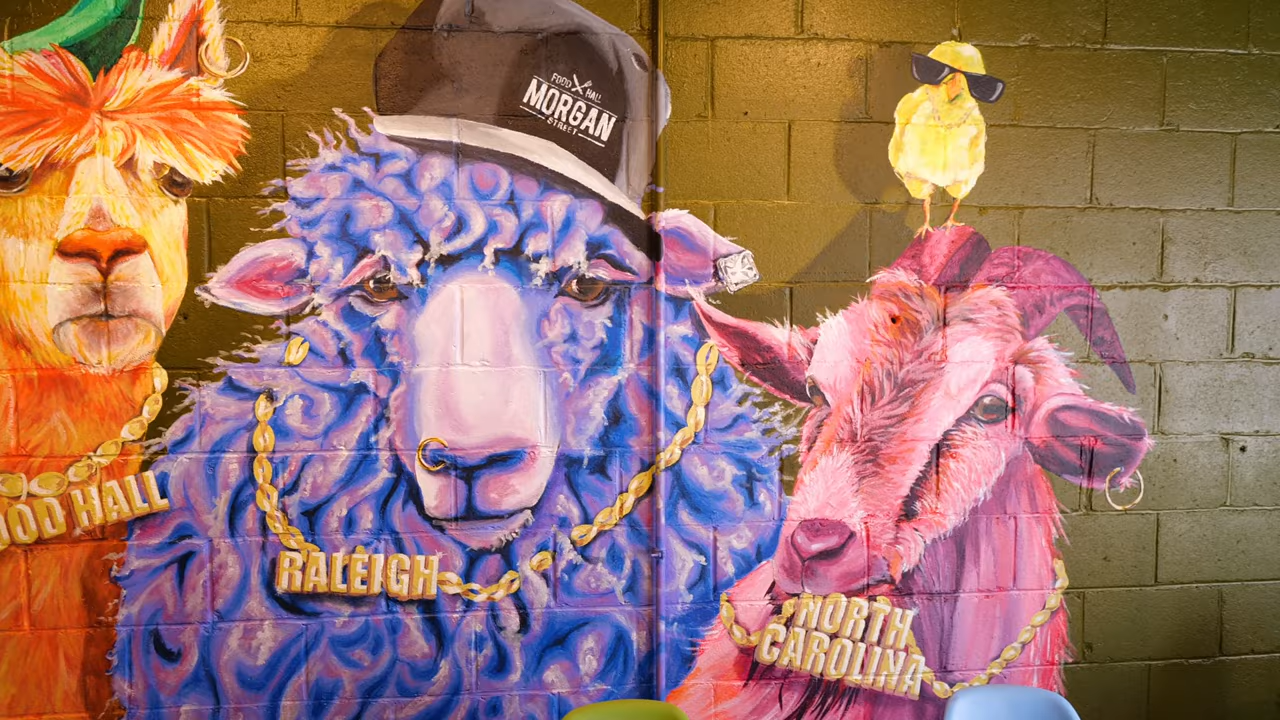 FOOD HALL
MORGAN
STREET
OOD HALL
RALEIGH
NORTH
CAROLINA